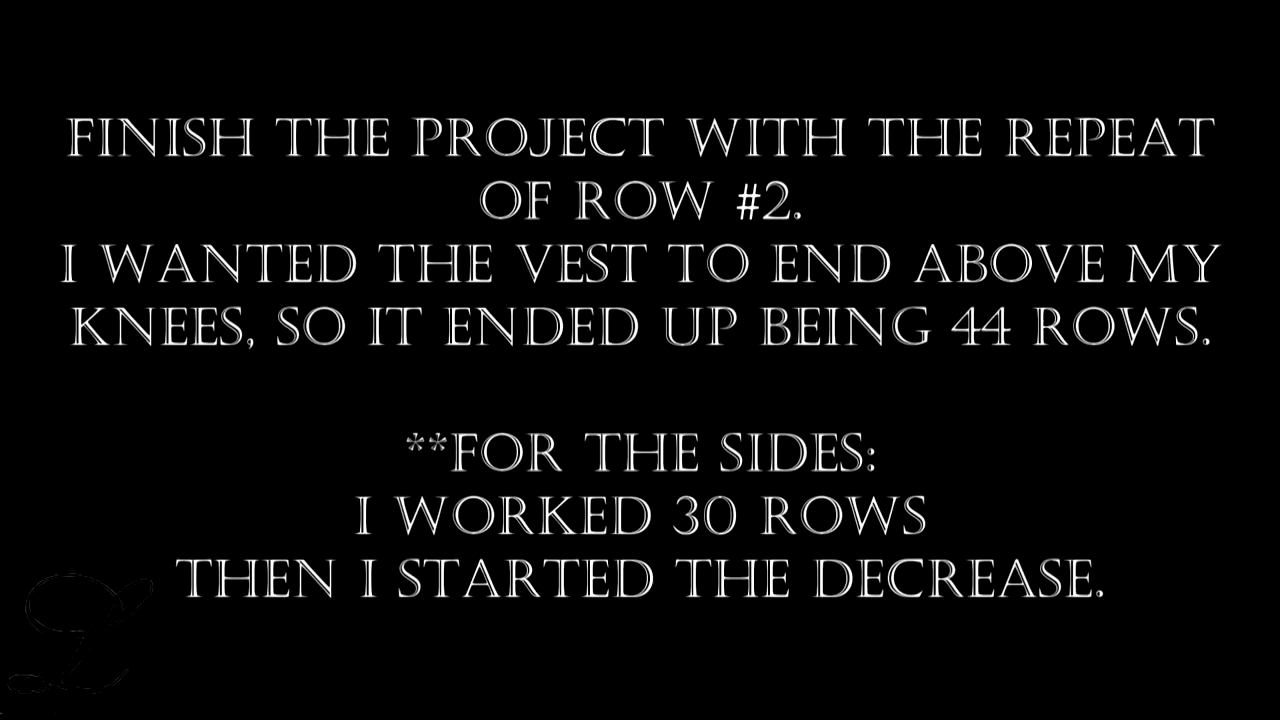 FINISH THE PROJECT WITH THE REPEAT
OF ROW #2.
I WANTED THE VEST TO END ABOVE MY
KNEES, SO IT ENDED UP BEING 44 ROWS.
**FOR THE SIDES:
I WORKED 30 ROWS
THEN I STARTED THE DECREASE.